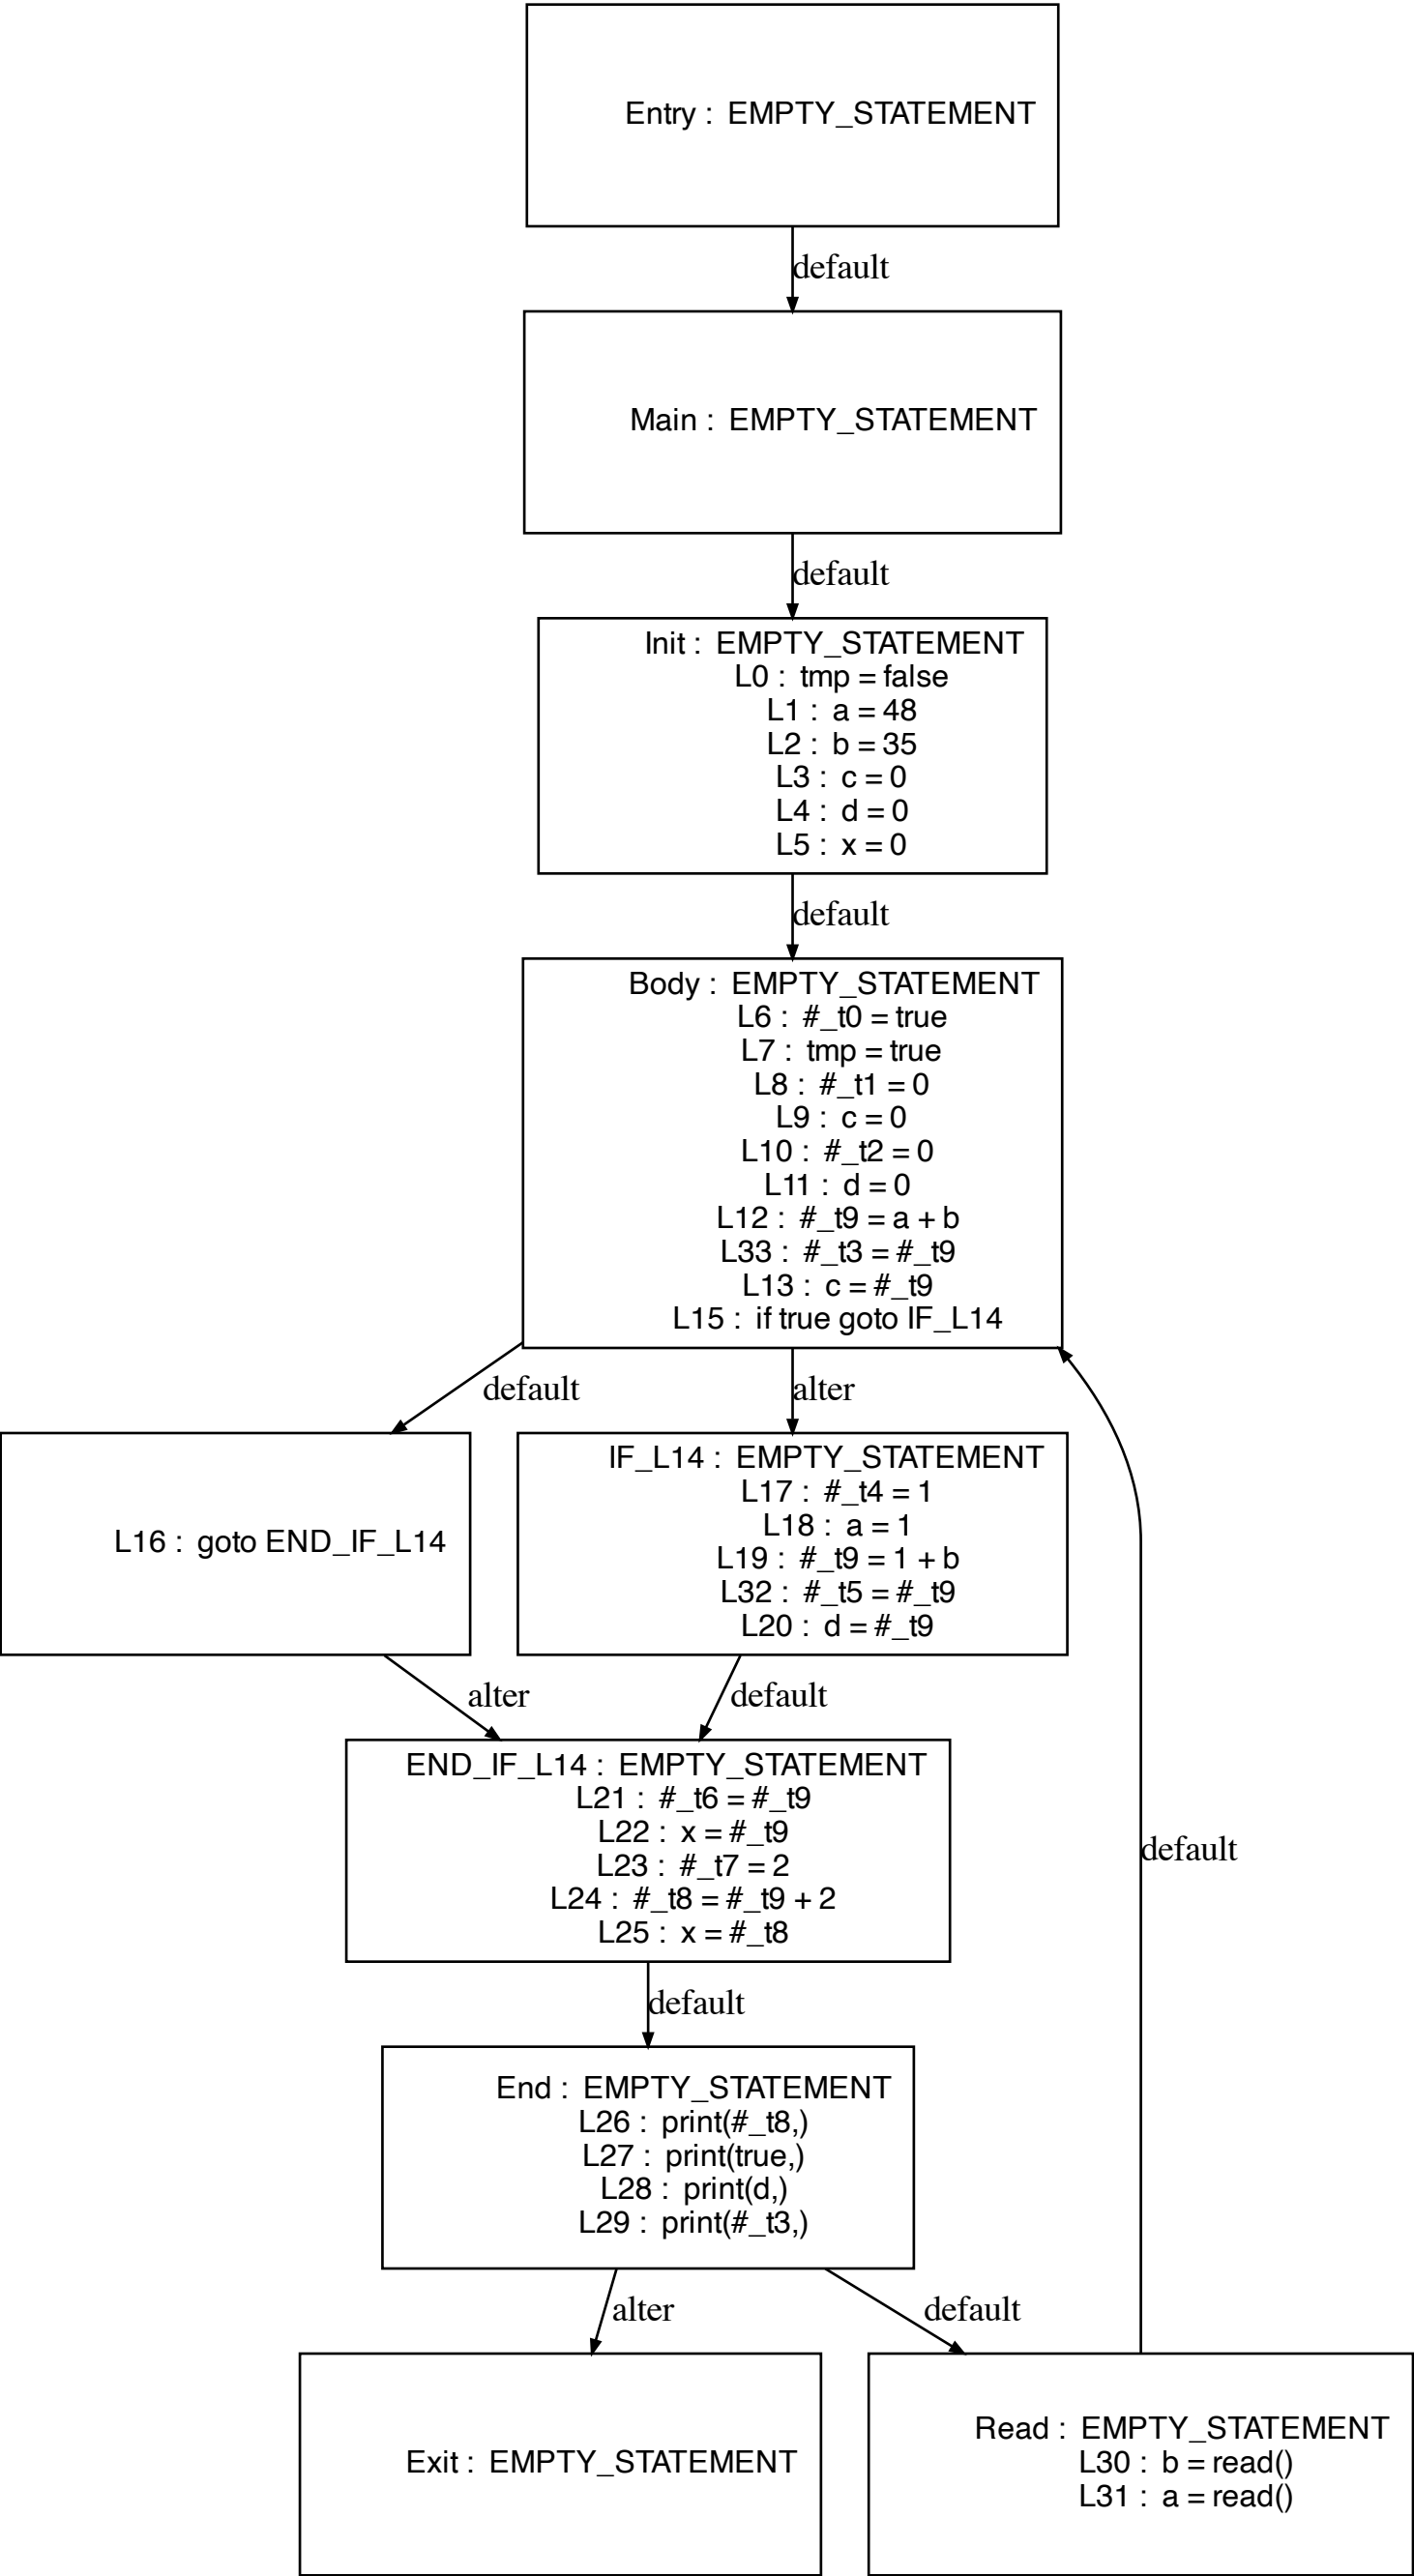 Entry :  EMPTY_STATEMENT
default
Main :  EMPTY_STATEMENT
default
Init :  EMPTY_STATEMENT
L0 :  tmp = false
L1 :  a = 48
L2 :  b = 35
L3 :  c = 0
L4 :  d = 0
L5 :  x = 0
default
Body :  EMPTY_STATEMENT
L6 :  #_t0 = true
L7 :  tmp = true
L8 :  #_t1 = 0
L9 :  c = 0
L10 :  #_t2 = 0
L11 :  d = 0
L12 :  #_t9 = a + b
L33 :  #_t3 = #_t9
L13 :  c = #_t9
L15 :  if true goto IF_L14
default
alter
L16 :  goto END_IF_L14
IF_L14 :  EMPTY_STATEMENT
L17 :  #_t4 = 1
L18 :  a = 1
L19 :  #_t9 = 1 + b
L32 :  #_t5 = #_t9
L20 :  d = #_t9
alter
default
END_IF_L14 :  EMPTY_STATEMENT
L21 :  #_t6 = #_t9
L22 :  x = #_t9
L23 :  #_t7 = 2
L24 :  #_t8 = #_t9 + 2
L25 :  x = #_t8
default
default
End :  EMPTY_STATEMENT
L26 :  print(#_t8,)
L27 :  print(true,)
L28 :  print(d,)
L29 :  print(#_t3,)
alter
default
Exit :  EMPTY_STATEMENT
Read :  EMPTY_STATEMENT
L30 :  b = read()
L31 :  a = read()